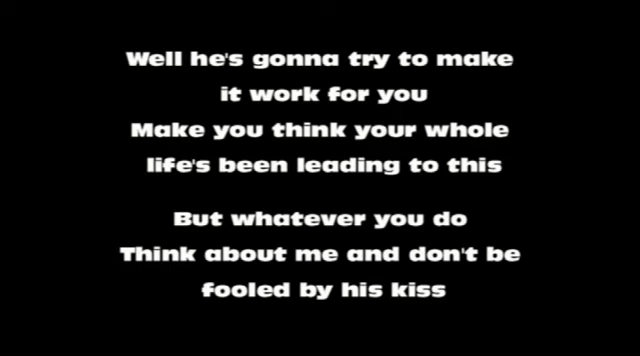 Well he's gonna try to make
it work for you
Make you think your whole
life's been leading to this
But whatever you do
Think about me and don't be
fooled by his kiss